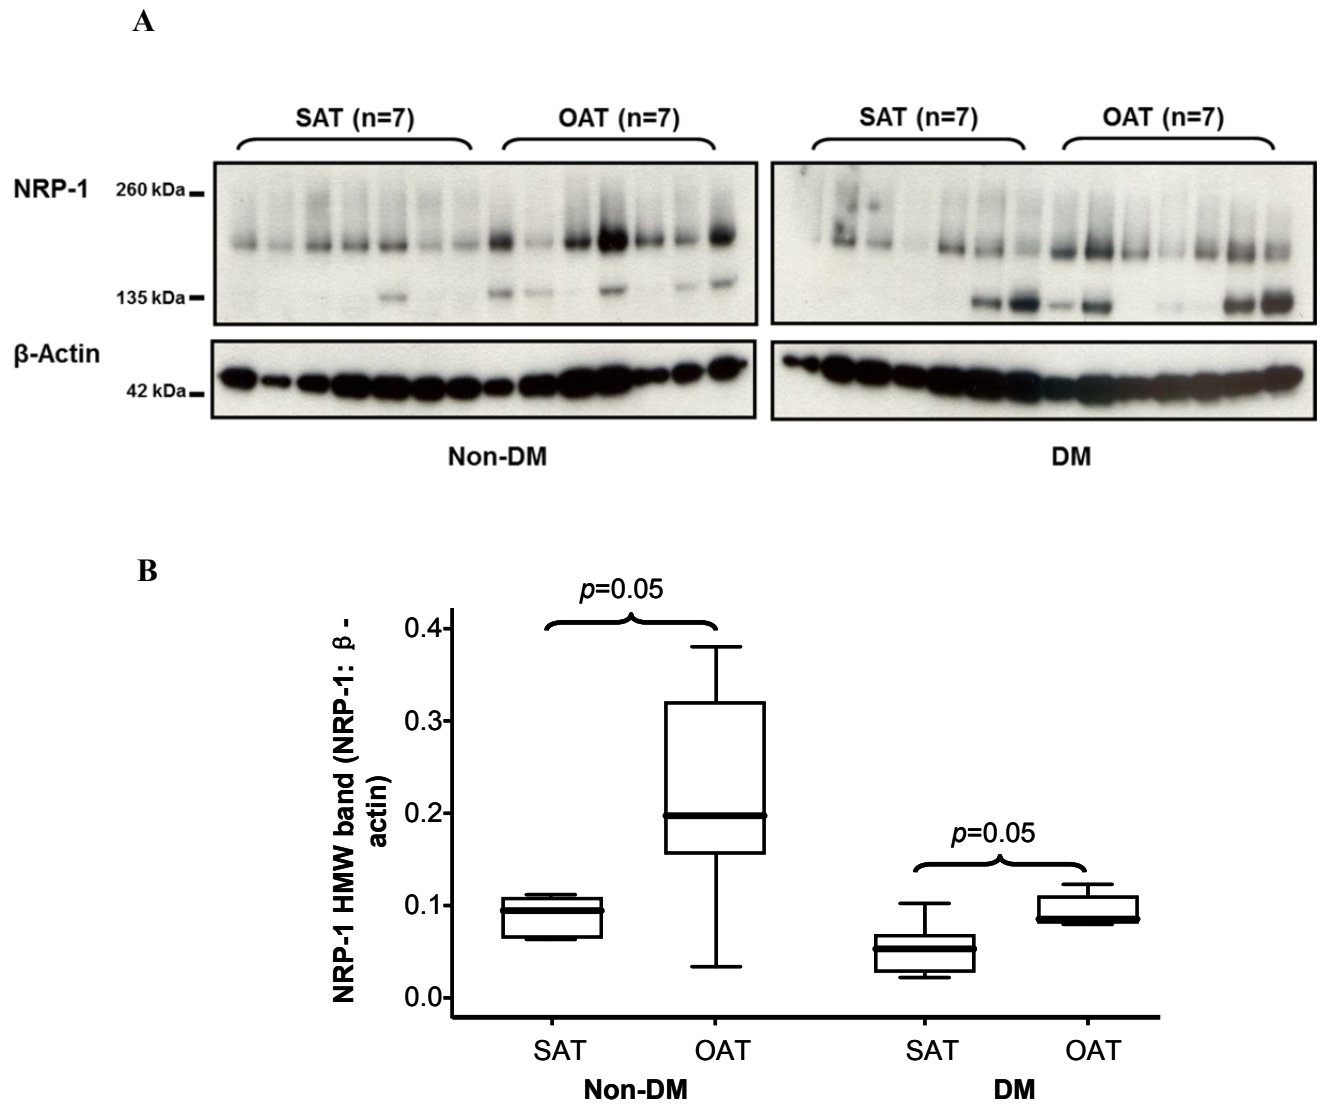 A
SAT (n=7) OAT (n=7) SAT (n=7) OAT (n=7)
NRP-1 260 kDa
135 kDa
β-Actin
42 kDa
Non-DM DM
B
p=0.05
NRP-1 HMW band (NRP-1: β -
actin)
0.4
0.3
0.2
p=0.05
0.1
0.0
SAT OAT SAT OAT
Non-DM DM